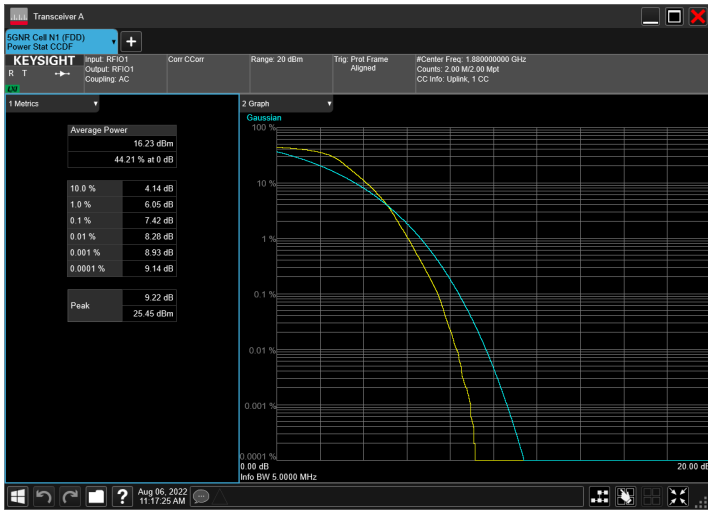 Transceiver A
5GNR Cell N1 (FDD)
Power Stat CCDF
KEYSIGHT
R T
LXI
Input: RFIO1
Output: RFIO1
Coupling: AC
Corr CCorr
Range: 20 dBm
Trig: Prot Frame
Aligned
#Center Freq: 1.880000000 GHz
Counts: 2.00 M/2.00 Mpt
CC Info: Uplink, 1 CC
1 Metrics
Average Power
16.23 dBm
44.21 % at 0 dB
10.0 % 4.14 dB
1.0 % 6.05 dB
0.1 % 7.42 dB
0.01 % 8.28 dB
0.001 % 8.93 dB
0.0001 % 9.14 dB
Peak
9.22 dB
25.45 dBm
2 Graph
Gaussian
100 %
10 %
1 %
0.1 %
0.01 %
0.001 %
0.0001 %
0.00 dB
20.00 dB
Info BW 5.0000 MHz
?
Aug 06, 2022
11:17:25 AM